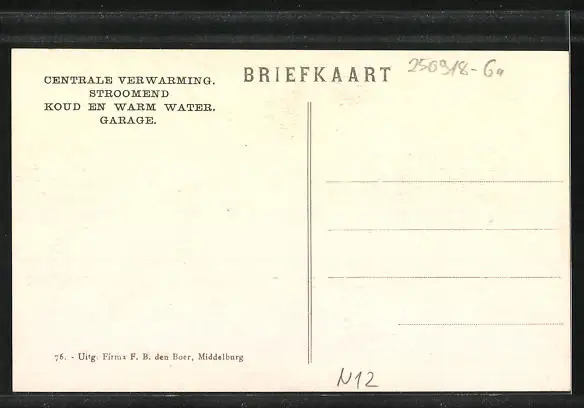 CENTRALE VERWARMING.
STROOMEND
KOUD EN WARM WATER.
GARAGE.
BRIEFKAART
250918-6a
76. - Uitg. Firma F. B. den Boer, Middelburg
N12